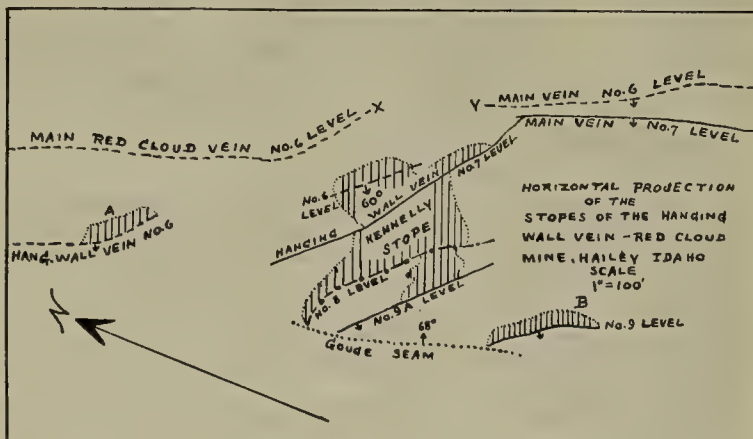 MAIN RED CLOUD VEIN NO.6 LEVEL
X
Y
MAIN VEIN NO.6 LEVEL
MAIN VEIN NO.7 LEVEL
A
HANG.WALL VEIN NO.6
NO.6
LEVEL
60°
HANGING WALL VEIN
NO.7 LEVEL
KENNELLY
STOPE
NO.8 LEVEL
NO.9A LEVEL
68°
GOUGE SEAM
B
NO.9 LEVEL
HORIZONTAL PROJECTION
OF THE
STOPES OF THE HANGING
WALL VEIN - RED CLOUD
MINE, HAILEY IDAHO
SCALE
1"=100'